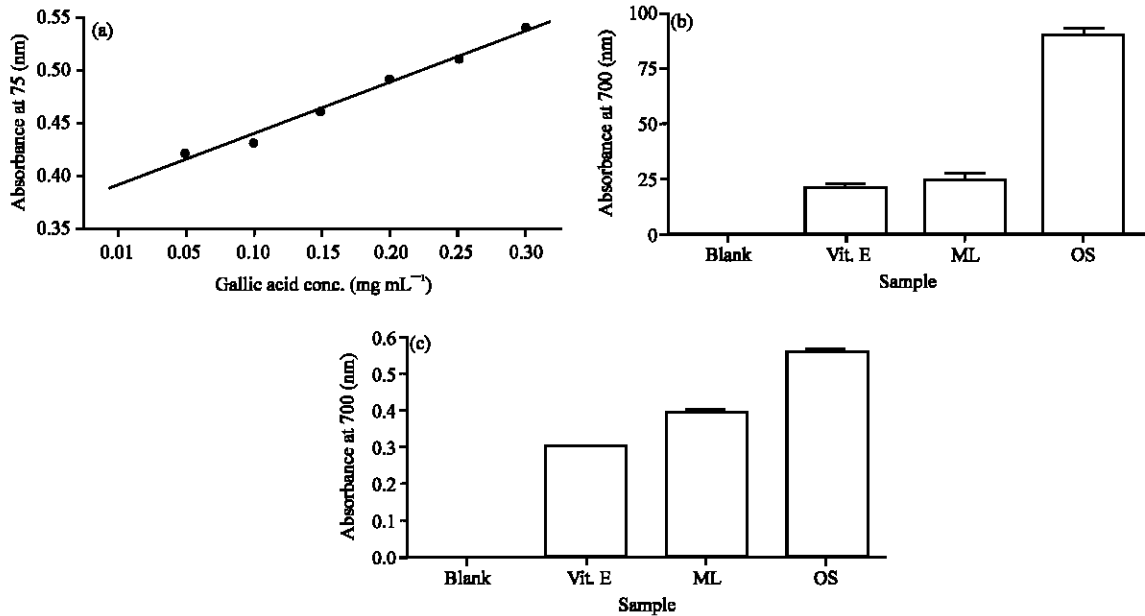 (a)
Absorbance at 75 (nm)
0.55
0.50
0.45
0.40
0.35
0.01 0.05 0.10 0.15 0.20 0.25 0.30
Gallic acid conc. (mg mL⁻¹)
(b)
Absorbance at 700 (nm)
100
75
50
25
0
Blank Vit. E ML OS
Sample
(c)
Absorbance at 700 (nm)
0.6
0.5
0.4
0.3
0.2
0.1
0.0
Blank Vit. E ML OS
Sample